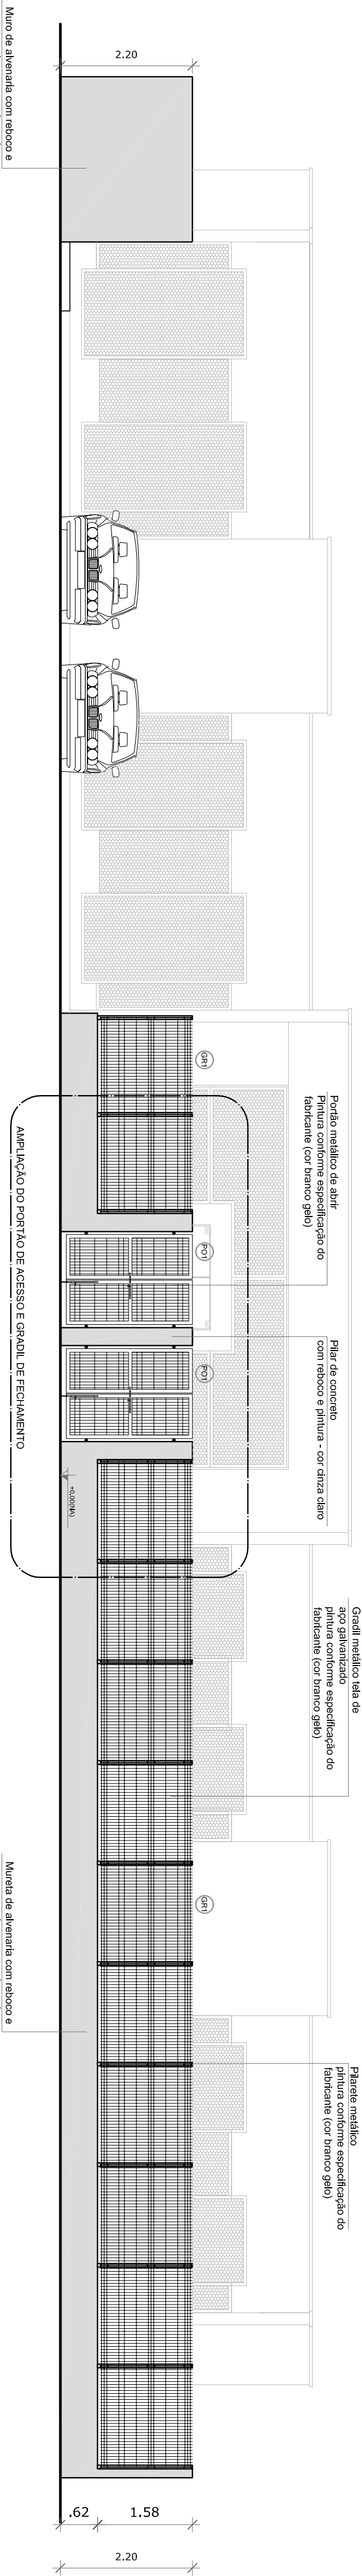 2.20
Muro de alvenaria com reboco e
GR1
Portão metálico de abrir
Pintura conforme especificação do
fabricante (cor branco gelo)
PO1
AMPLIAÇÃO DO PORTÃO DE ACESSO E GRADIL DE FECHAMENTO
Pilar de concreto
com reboco e pintura - cor cinza claro
PO1
+0,00(NA)
Gradil metálico tela de
aço galvanizado
pintura conforme especificação do
fabricante (cor branco gelo)
GR1
Mureta de alvenaria com reboco e
Pilarete metálico
pintura conforme especificação do
fabricante (cor branco gelo)
.62
1.58
2.20